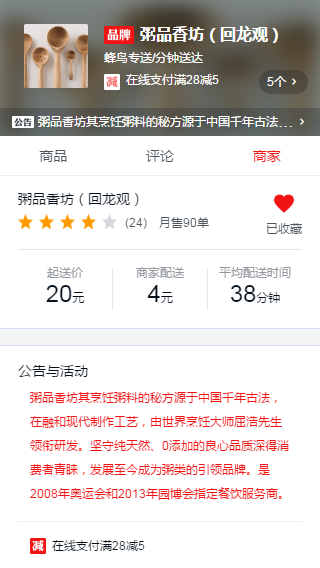 品牌 粥品香坊（回龙观）
蜂鸟专送/分钟送达
减 在线支付满28减5
5个 >
公告 粥品香坊其烹饪粥料的秘方源于中国千年古法,... >
商品 评论 商家
粥品香坊（回龙观）
(24) 月售90单
已收藏
起送价 商家配送 平均配送时间
20元 4元 38分钟
公告与活动
粥品香坊其烹饪粥料的秘方源于中国千年古法，
在融和现代制作工艺，由世界烹饪大师屈浩先生
领衔研发。坚守纯天然、0添加的良心品质深得消
费者青睐，发展至今成为粥类的引领品牌。是
2008年奥运会和2013年园博会指定餐饮服务商。
减 在线支付满28减5